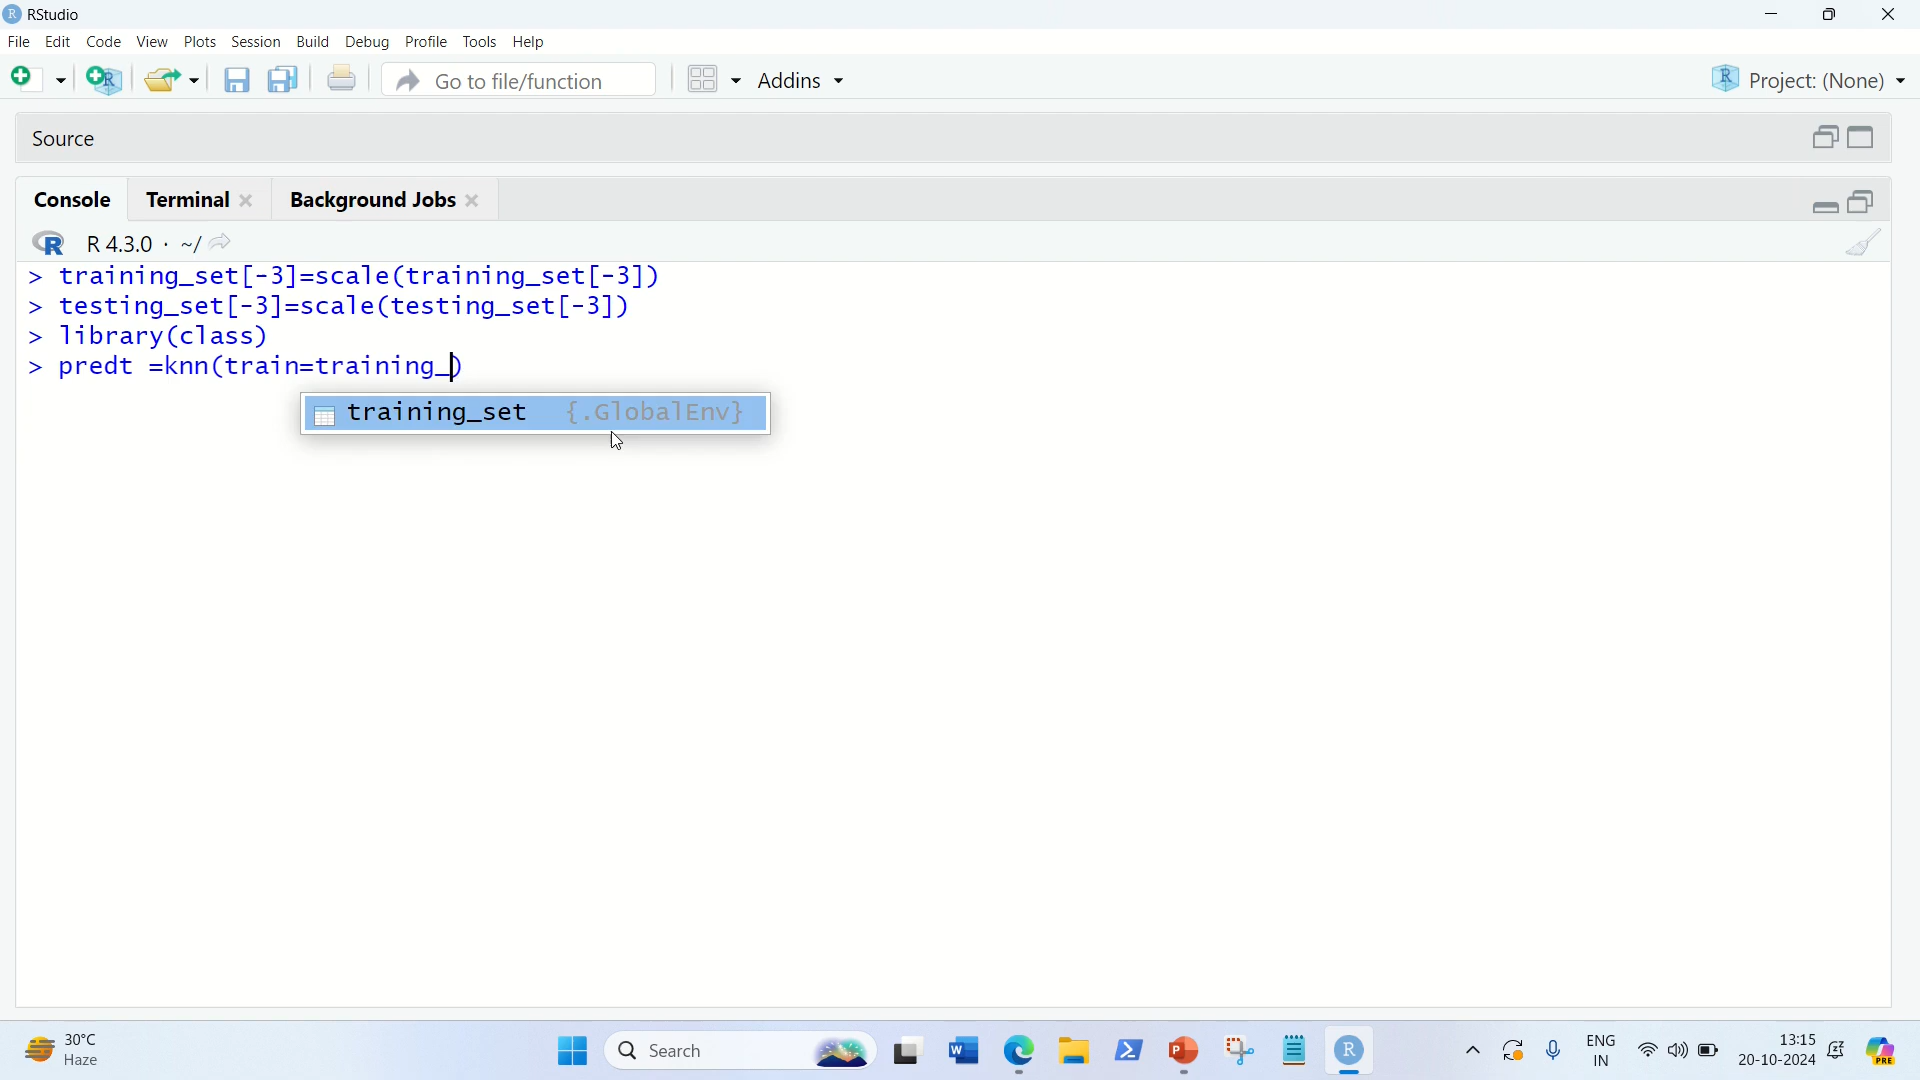 RStudio
File Edit Code View Plots Session Build Debug Profile Tools Help
Go to file/function Addins Project: (None)
Source
Console Terminal Background Jobs
R 4.3.0 · ~/
> training_set[-3]=scale(training_set[-3])
> testing_set[-3]=scale(testing_set[-3])
> library(class)
> predt =knn(train=training_)
training_set {.GlobalEnv}
30°C
Haze
Search
ENG
IN
13:15
20-10-2024
PRE